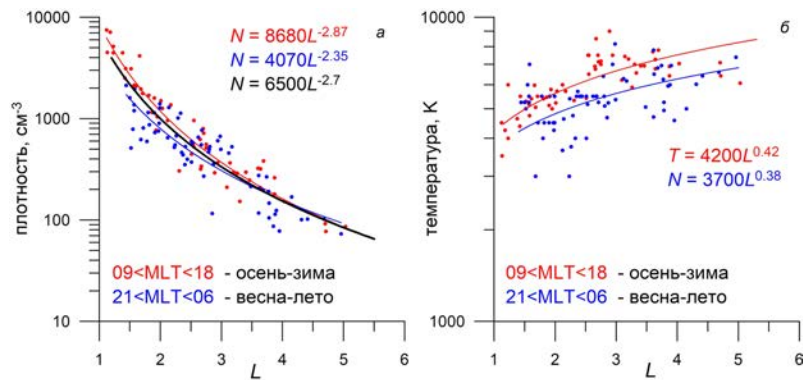 а
N = 8680L^-2.87
N = 4070L^-2.35
N = 6500L^-2.7
плотность, см^-3
10000
1000
100
10
09<MLT<18 - осень-зима
21<MLT<06 - весна-лето
1 2 3 4 5 6
L
б
температура, К
10000
1000
T = 4200L^0.42
N = 3700L^0.38
09<MLT<18 - осень-зима
21<MLT<06 - весна-лето
1 2 3 4 5 6
L